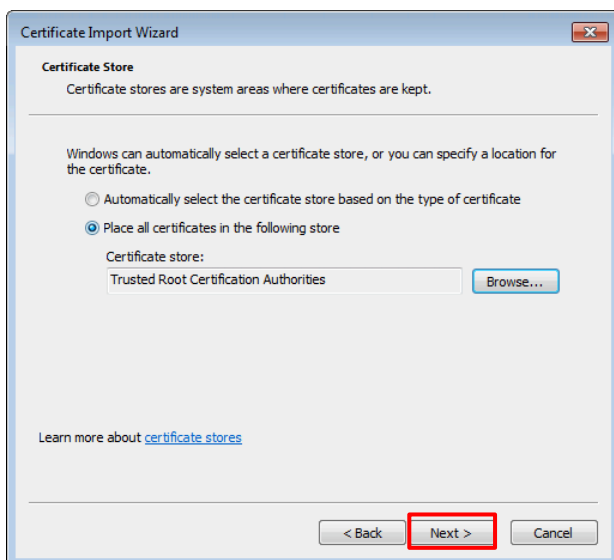 Certificate Import Wizard
Certificate Store
Certificate stores are system areas where certificates are kept.
Windows can automatically select a certificate store, or you can specify a location for
the certificate.
Automatically select the certificate store based on the type of certificate
Place all certificates in the following store
Certificate store:
Trusted Root Certification Authorities
Browse...
Learn more about certificate stores
< Back
Next >
Cancel